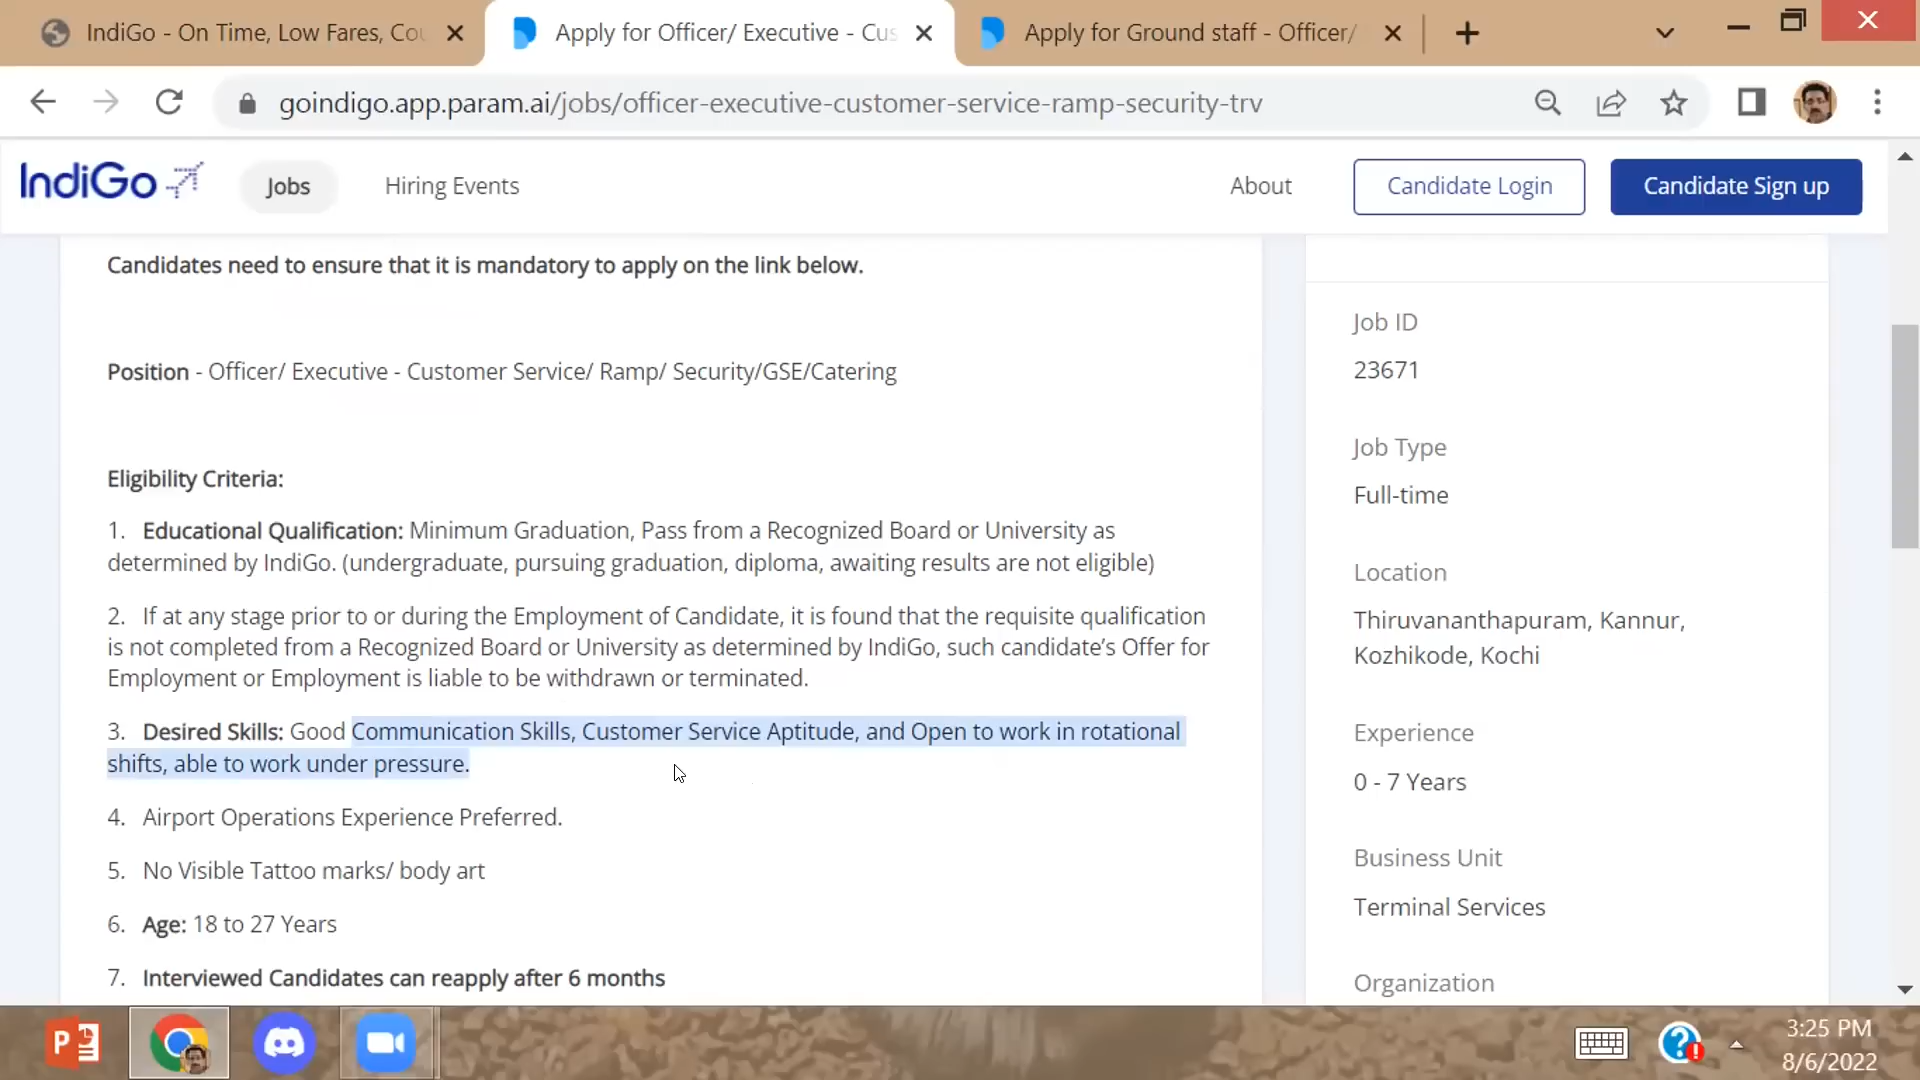 IndiGo - On Time, Low Fares, Cou
Apply for Officer/ Executive - Cus
Apply for Ground staff - Officer/
goindigo.app.param.ai/jobs/officer-executive-customer-service-ramp-security-trv
IndiGo
Jobs
Hiring Events
About
Candidate Login
Candidate Sign up
Candidates need to ensure that it is mandatory to apply on the link below.
Position - Officer/ Executive - Customer Service/ Ramp/ Security/GSE/Catering
Eligibility Criteria:
1. Educational Qualification: Minimum Graduation, Pass from a Recognized Board or University as
determined by IndiGo. (undergraduate, pursuing graduation, diploma, awaiting results are not eligible)
2. If at any stage prior to or during the Employment of Candidate, it is found that the requisite qualification
is not completed from a Recognized Board or University as determined by IndiGo, such candidate's Offer for
Employment or Employment is liable to be withdrawn or terminated.
3. Desired Skills: Good Communication Skills, Customer Service Aptitude, and Open to work in rotational
shifts, able to work under pressure.
4. Airport Operations Experience Preferred.
5. No Visible Tattoo marks/ body art
6. Age: 18 to 27 Years
7. Interviewed Candidates can reapply after 6 months
Job ID
23671
Job Type
Full-time
Location
Thiruvananthapuram, Kannur,
Kozhikode, Kochi
Experience
0 - 7 Years
Business Unit
Terminal Services
Organization
3:25 PM
8/6/2022